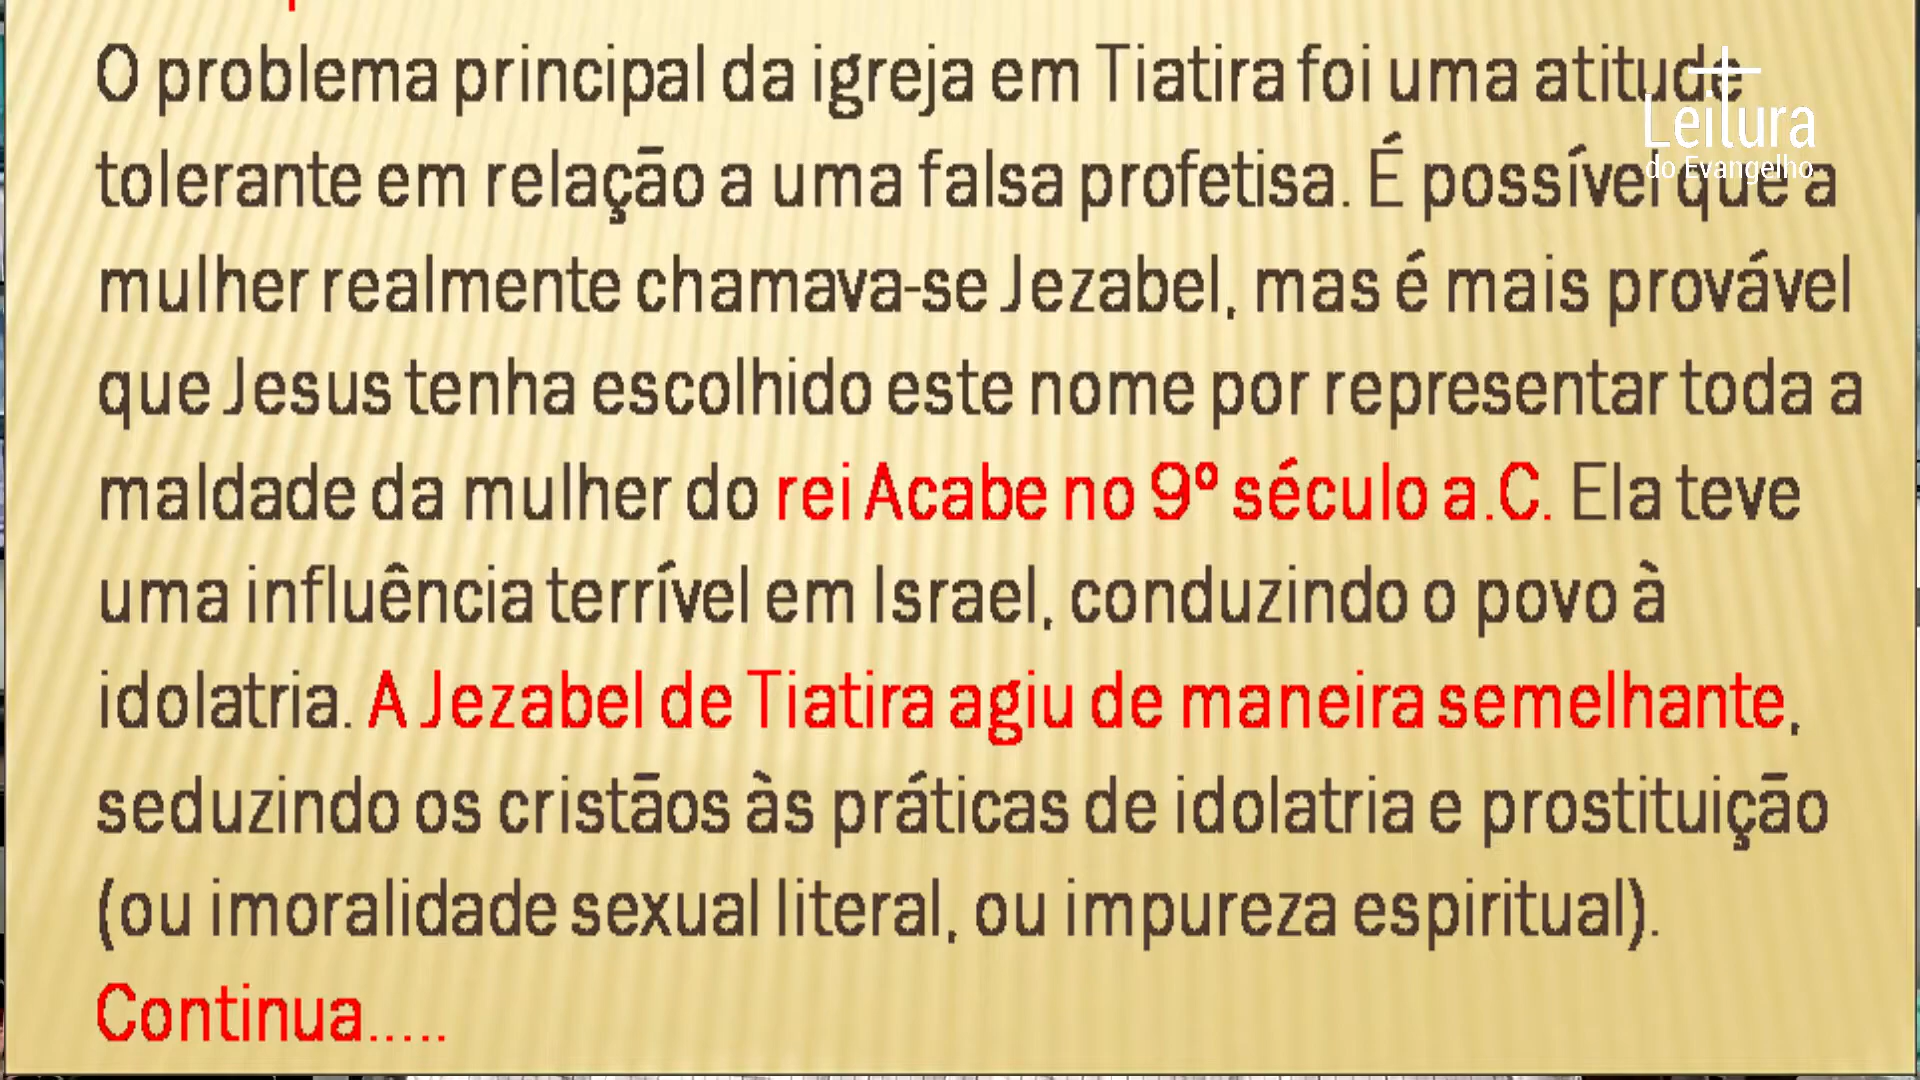 O problema principal da igreja em Tiatira foi uma atitude
tolerante em relação a uma falsa profetisa. É possível que a
mulher realmente chamava-se Jezabel, mas é mais provável
que Jesus tenha escolhido este nome por representar toda a
maldade da mulher do rei Acabe no 9º século a.C. Ela teve
uma influência terrível em Israel, conduzindo o povo à
idolatria. A Jezabel de Tiatira agiu de maneira semelhante,
seduzindo os cristãos às práticas de idolatria e prostituição
(ou imoralidade sexual literal, ou impureza espiritual).
Continua.....
Leitura
do Evangelho